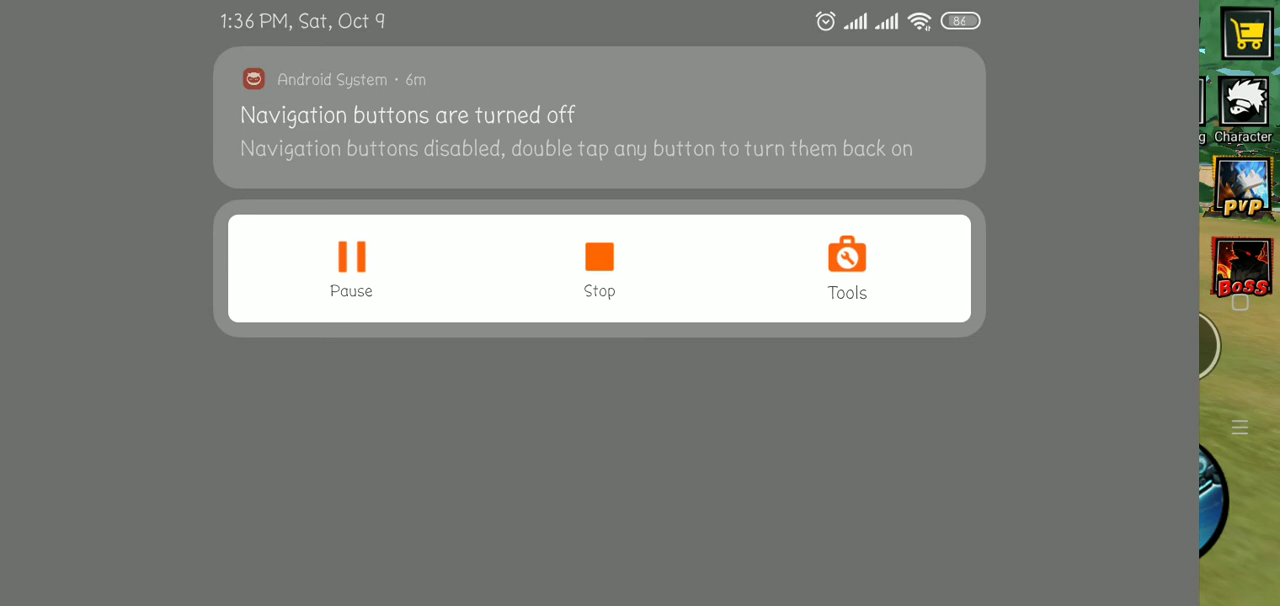 1:36 PM, Sat, Oct 9
86
Android System · 6m
Navigation buttons are turned off
Navigation buttons disabled, double tap any button to turn them back on
Pause
Stop
Tools
g Character
PVP
BOSS